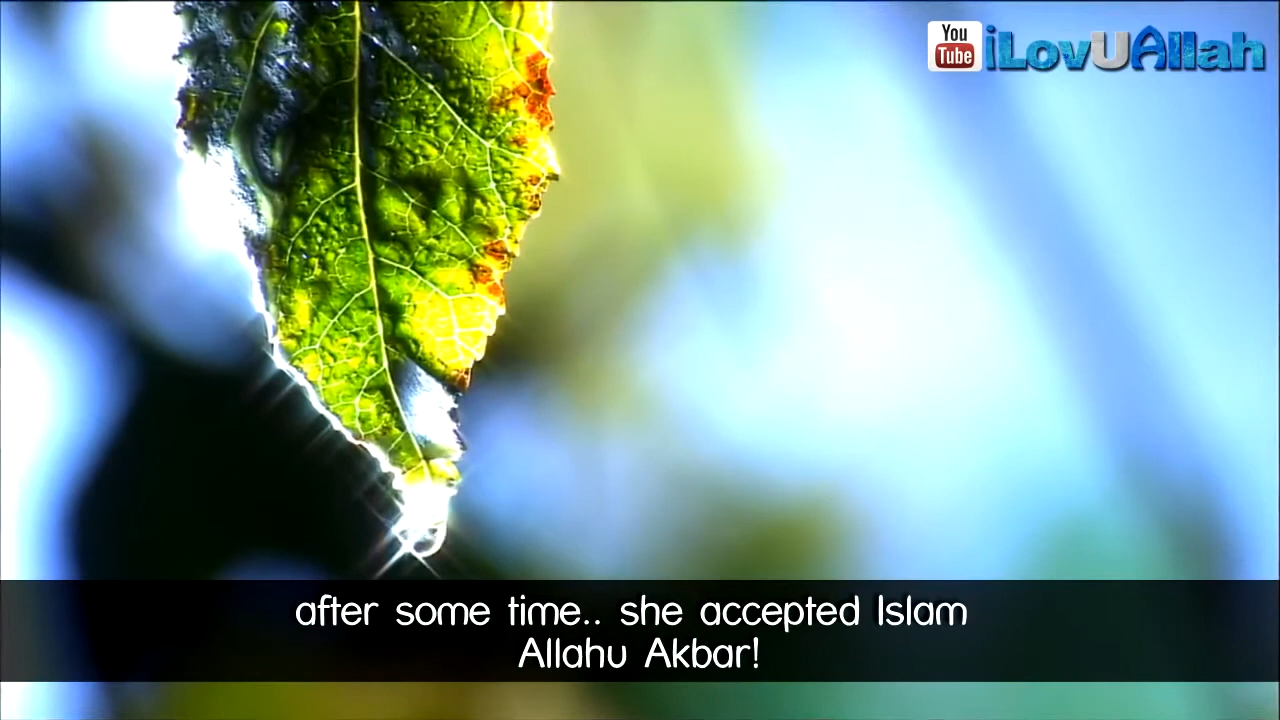 You
Tube
iLovUAllah
after some time.. she accepted Islam
Allahu Akbar!